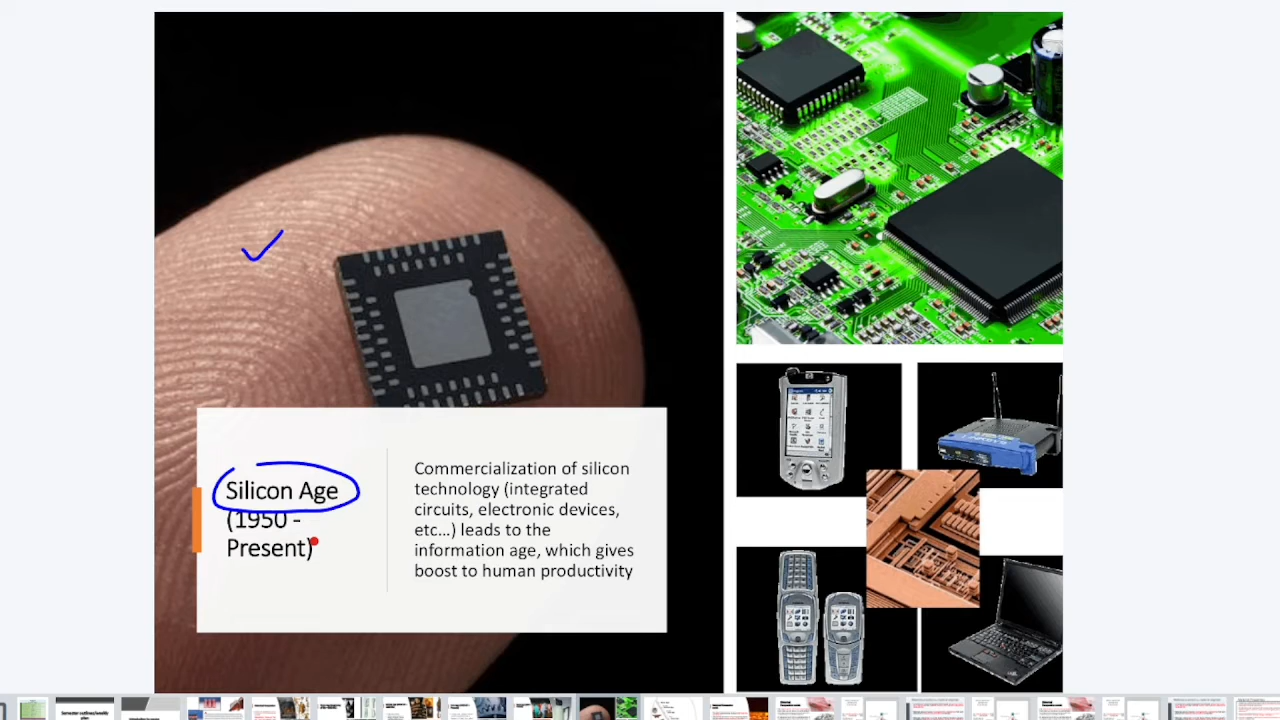 Silicon Age
(1950 -
Present)
Commercialization of silicon
technology (integrated
circuits, electronic devices,
etc...) leads to the
information age, which gives
boost to human productivity